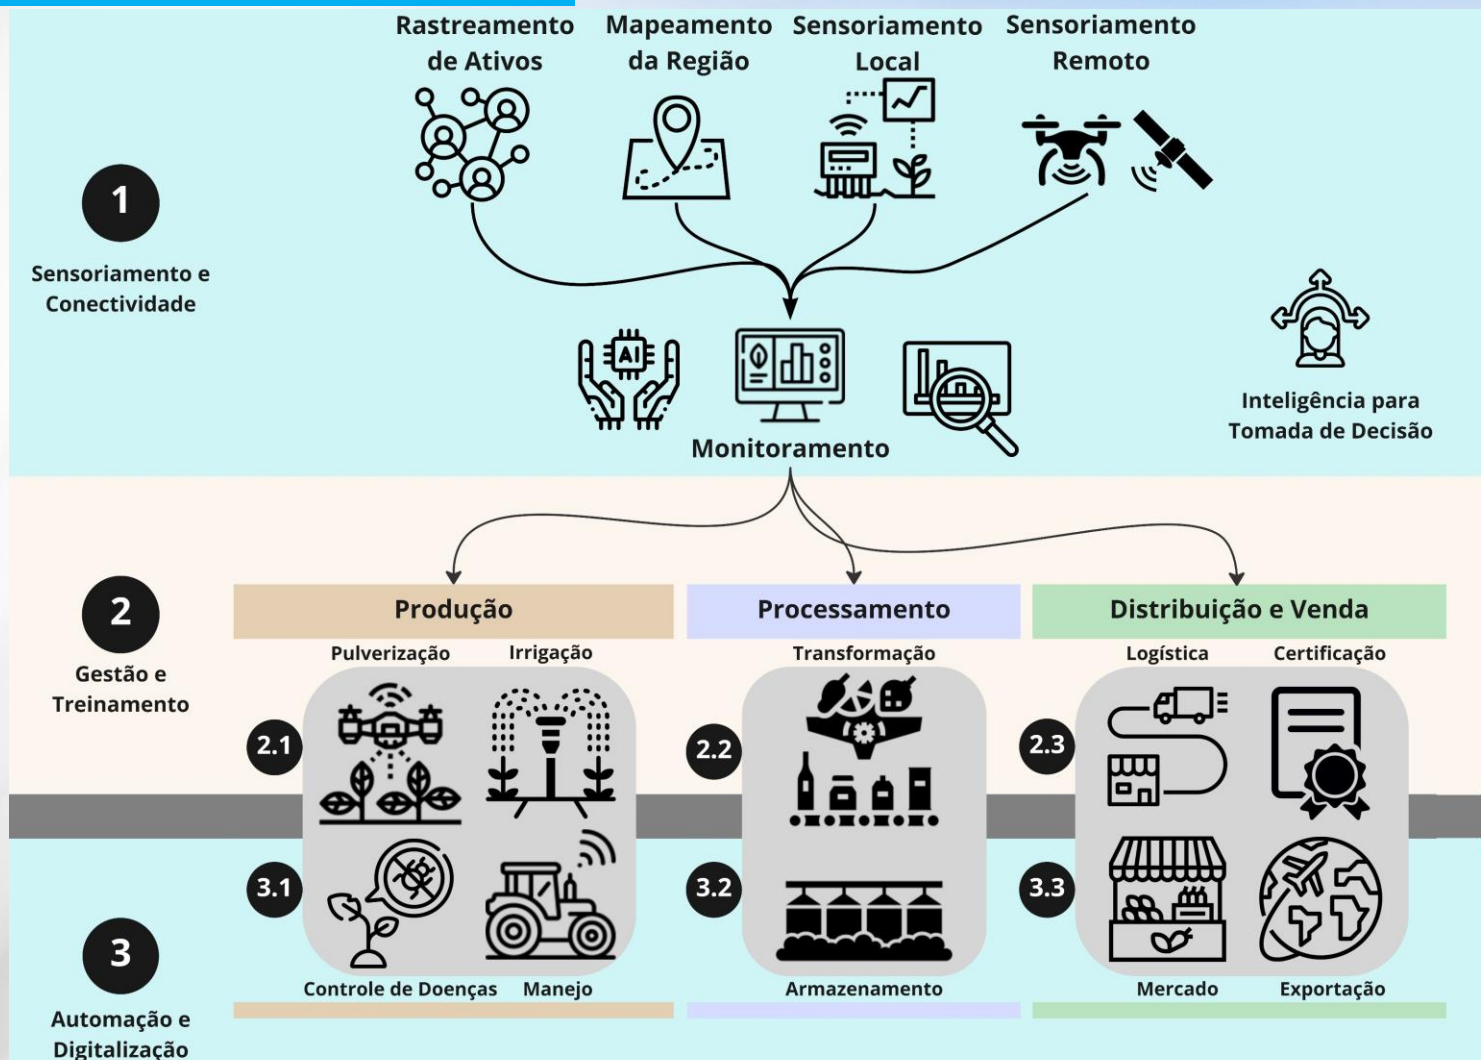 Rastreamento
de Ativos
Mapeamento
da Região
Sensoriamento
Local
Sensoriamento
Remoto
1
Sensoriamento e
Conectividade
AI
Monitoramento
Inteligência para
Tomada de Decisão
2
Gestão e
Treinamento
Produção
Processamento
Distribuição e Venda
Pulverização
Irrigação
Transformação
Logística
Certificação
2.1
2.2
2.3
3.1
3.2
3.3
3
Automação e
Digitalização
Controle de Doenças
Manejo
Armazenamento
Mercado
Exportação